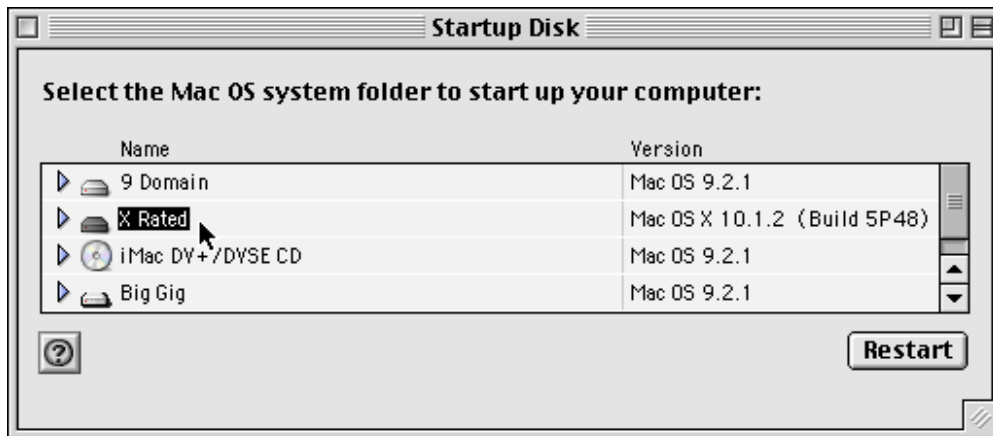 Startup Disk
Select the Mac OS system folder to start up your computer:
Name Version
9 Domain Mac OS 9.2.1
X Rated Mac OS X 10.1.2 (Build 5P48)
iMac DV+/DVSE CD Mac OS 9.2.1
Big Gig Mac OS 9.2.1
? Restart